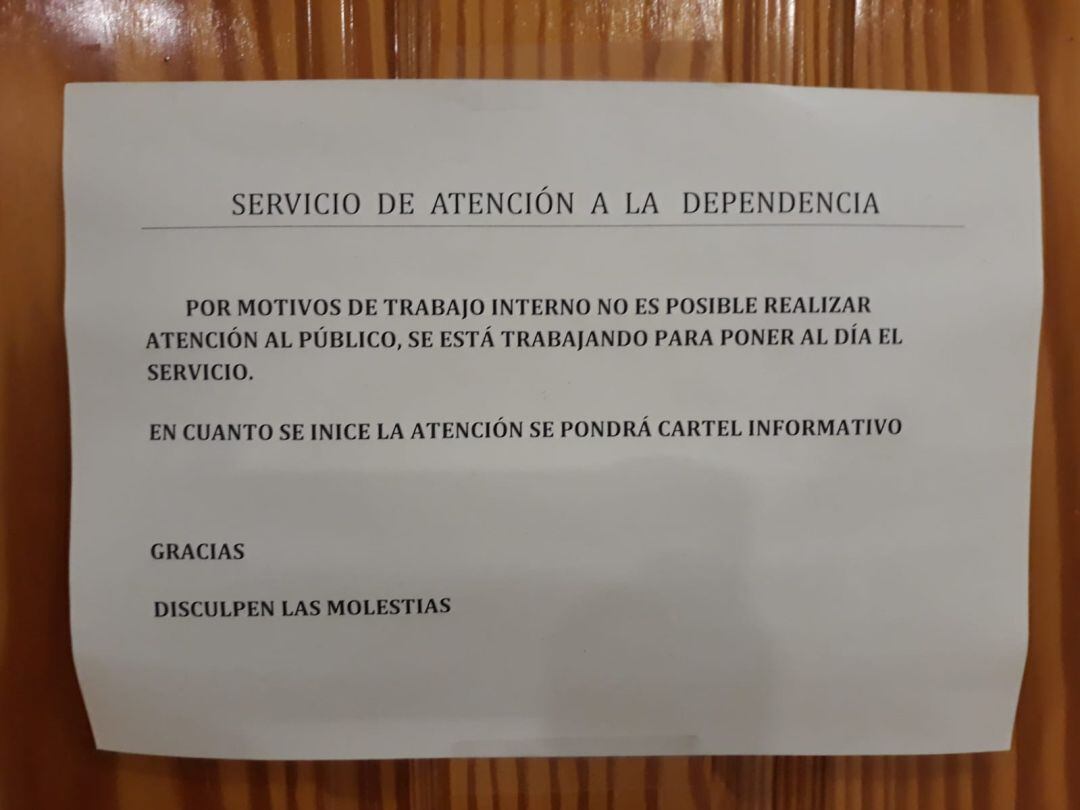 SERVICIO DE ATENCIÓN A LA DEPENDENCIA
POR MOTIVOS DE TRABAJO INTERNO NO ES POSIBLE REALIZAR
ATENCIÓN AL PÚBLICO, SE ESTÁ TRABAJANDO PARA PONER AL DÍA EL
SERVICIO.
EN CUANTO SE INICE LA ATENCIÓN SE PONDRÁ CARTEL INFORMATIVO
GRACIAS
DISCULPEN LAS MOLESTIAS